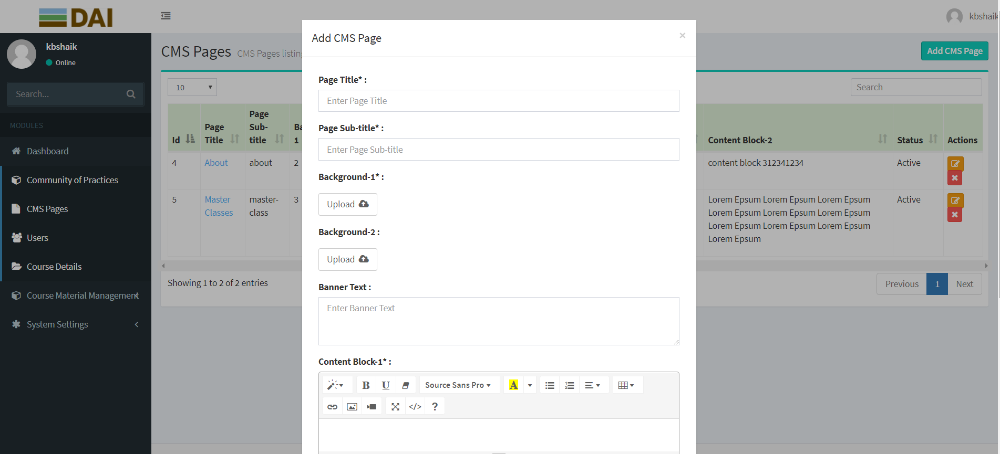 DAI
kbshaik
kbshaik
Online
Search...
MODULES
Dashboard
Community of Practices
CMS Pages
Users
Course Details
Course Material Management
System Settings
CMS Pages CMS Pages listing
Add CMS Page
10
Search
Id
Page Title
Page Sub-title
Ba
1
Content Block-2
Status
Actions
4
About
about
2
content block 312341234
Active
5
Master
Classes
master-
class
3
Lorem Epsum Lorem Epsum Lorem Epsum
Lorem Epsum Lorem Epsum Lorem Epsum
Lorem Epsum Lorem Epsum Lorem Epsum
Lorem Epsum
Active
Showing 1 to 2 of 2 entries
Previous
1
Next
Add CMS Page
×
Page Title* :
Enter Page Title
Page Sub-title* :
Enter Page Sub-title
Background-1* :
Upload
Background-2 :
Upload
Banner Text :
Enter Banner Text
Content Block-1* :
B U Source Sans Pro A
</> ?